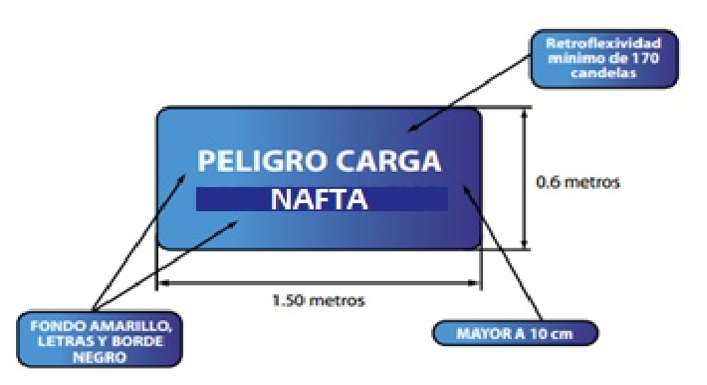 Retroflexividad
mínimo de 170
candelas
PELIGRO CARGA
NAFTA
0.6 metros
1.50 metros
FONDO AMARILLO,
LETRAS Y BORDE
NEGRO
MAYOR A 10 cm